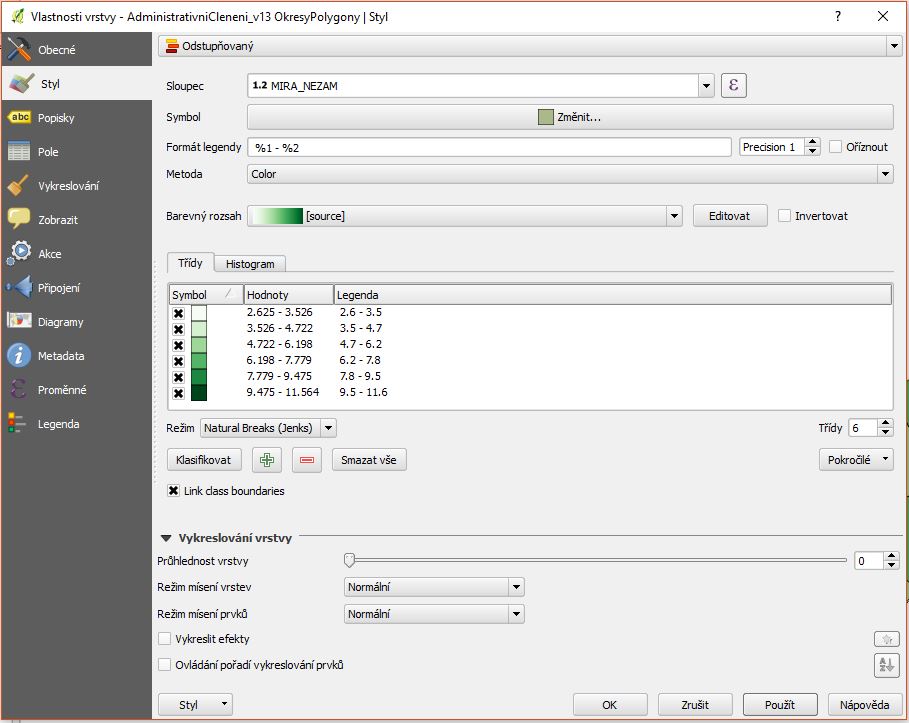 Vlastnosti vrstvy - AdministrativniCleneni_v13 OkresyPolygony | Styl ?
Obecné
Styl
Popisky
Pole
Vykreslování
Zobrazit
Akce
Připojení
Diagramy
Metadata
Proměnné
Legenda
Odstupňovaný
Sloupec 1.2 MIRA_NEZAM ε
Symbol Změnit...
Formát legendy %1 - %2 Precision 1 Oříznout
Metoda Color
Barevný rozsah [source] Editovat Invertovat
Třídy Histogram
Symbol Hodnoty Legenda
2.625 - 3.526 2.6 - 3.5
3.526 - 4.722 3.5 - 4.7
4.722 - 6.198 4.7 - 6.2
6.198 - 7.779 6.2 - 7.8
7.779 - 9.475 7.8 - 9.5
9.475 - 11.564 9.5 - 11.6
Režim Natural Breaks (Jenks) Třídy 6
Klasifikovat Smazat vše Pokročilé
Link class boundaries
Vykreslování vrstvy
Průhlednost vrstvy 0
Režim mísení vrstev Normální
Režim mísení prvků Normální
Vykreslit efekty
Ovládání pořadí vykreslování prvků
Styl OK Zrušit Použít Nápověda